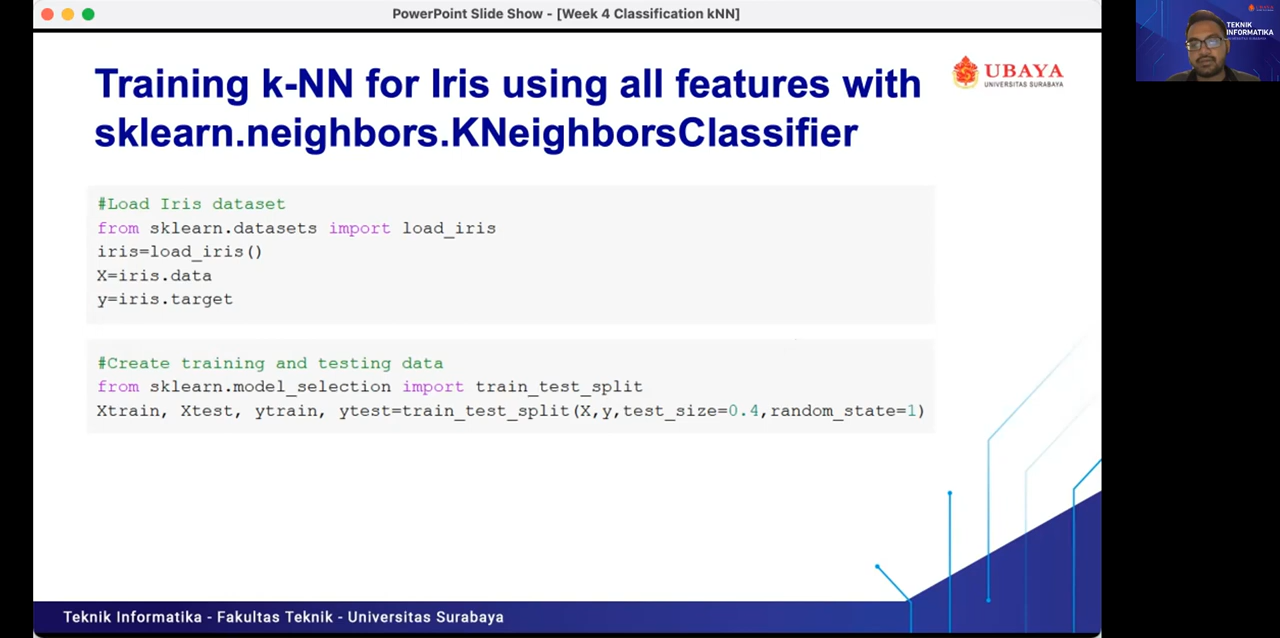 PowerPoint Slide Show - [Week 4 Classification kNN]
Training k-NN for Iris using all features with
sklearn.neighbors.KNeighborsClassifier
UBAYA
UNIVERSITAS SURABAYA
#Load Iris dataset
from sklearn.datasets import load_iris
iris=load_iris()
X=iris.data
y=iris.target
#Create training and testing data
from sklearn.model_selection import train_test_split
Xtrain, Xtest, ytrain, ytest=train_test_split(X,y,test_size=0.4,random_state=1)
Teknik Informatika - Fakultas Teknik - Universitas Surabaya
TEKNIK
INFORMATIKA